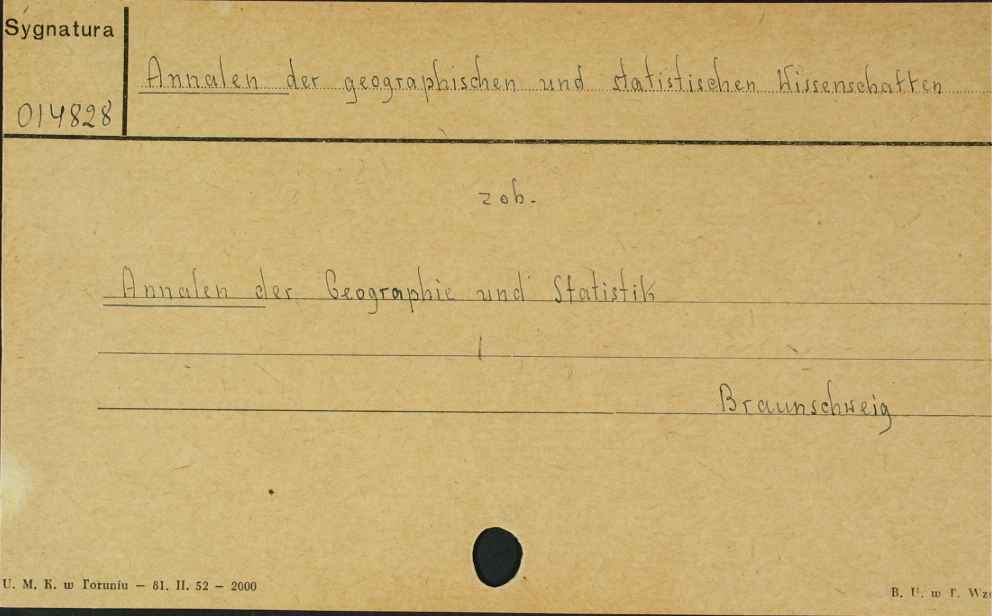 Sygnatura
014828
Annalen der geographischen und statistischen Wissenschaften
zob.
Annalen der Geographie und Statistik
Braunschweig
U. M. K. w Toruniu – 81. II. 52 – 2000
B. U. w T.